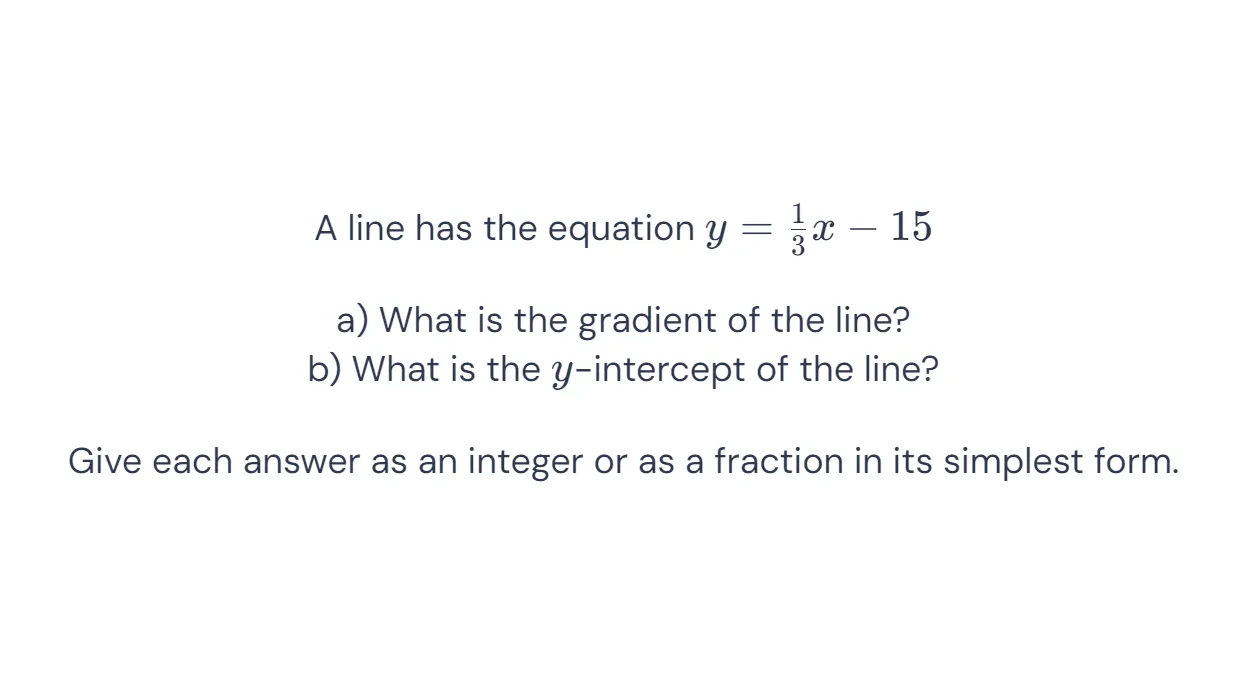 A line has the equation y = 1/3 x − 15
a) What is the gradient of the line?
b) What is the y-intercept of the line?
Give each answer as an integer or as a fraction in its simplest form.